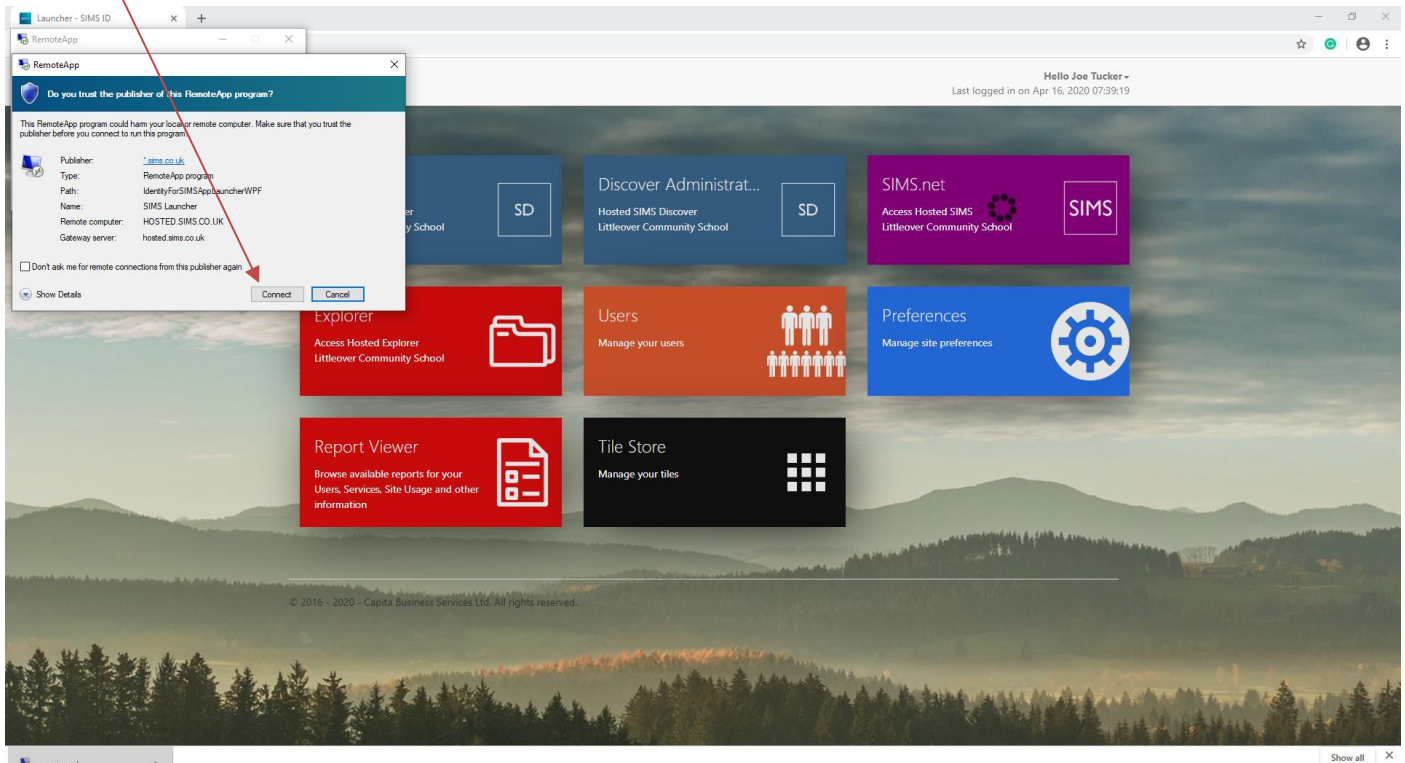 Launcher - SIMS ID
RemoteApp
RemoteApp
Do you trust the publisher of this RemoteApp program?
This RemoteApp program could harm your local or remote computer. Make sure that you trust the
publisher before you connect to run this program.
Publisher: *.sims.co.uk
Type: RemoteApp program
Path: IdentityForSIMSAppLauncherWPF
Name: SIMS Launcher
Remote computer: HOSTED.SIMS.CO.UK
Gateway server: hosted.sims.co.uk
Don't ask me for remote connections from this publisher again
Show Details
Connect
Cancel
Hello Joe Tucker
Last logged in on Apr 16, 2020 07:39:19
y School
SD
Discover Administrat...
Hosted SIMS Discover
Littleover Community School
SD
SIMS.net
Access Hosted SIMS
Littleover Community School
SIMS
Explorer
Access Hosted Explorer
Littleover Community School
Users
Manage your users
Preferences
Manage site preferences
Report Viewer
Browse available reports for your
Users, Services, Site Usage and other
information
Tile Store
Manage your tiles
© 2016 - 2020 - Capita Business Services Ltd. All rights reserved.
Show all